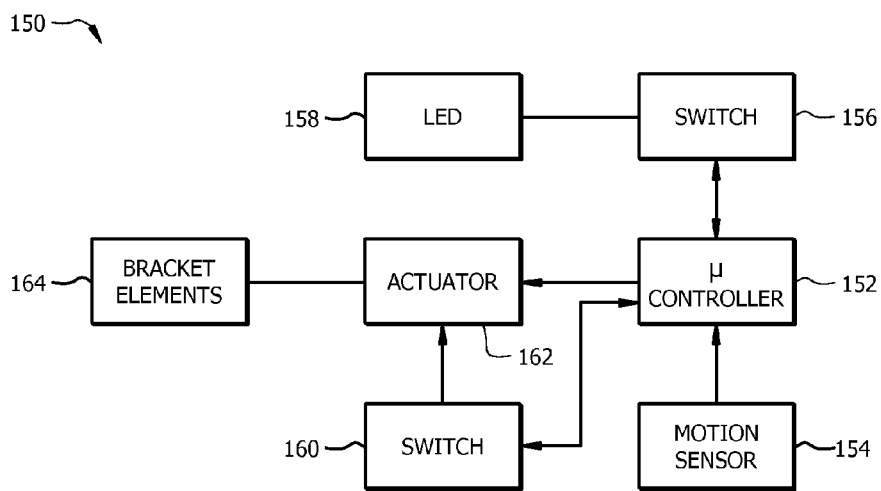 150
158
LED
SWITCH
156
164
BRACKET
ELEMENTS
ACTUATOR
162
µ
CONTROLLER
152
160
SWITCH
MOTION
SENSOR
154